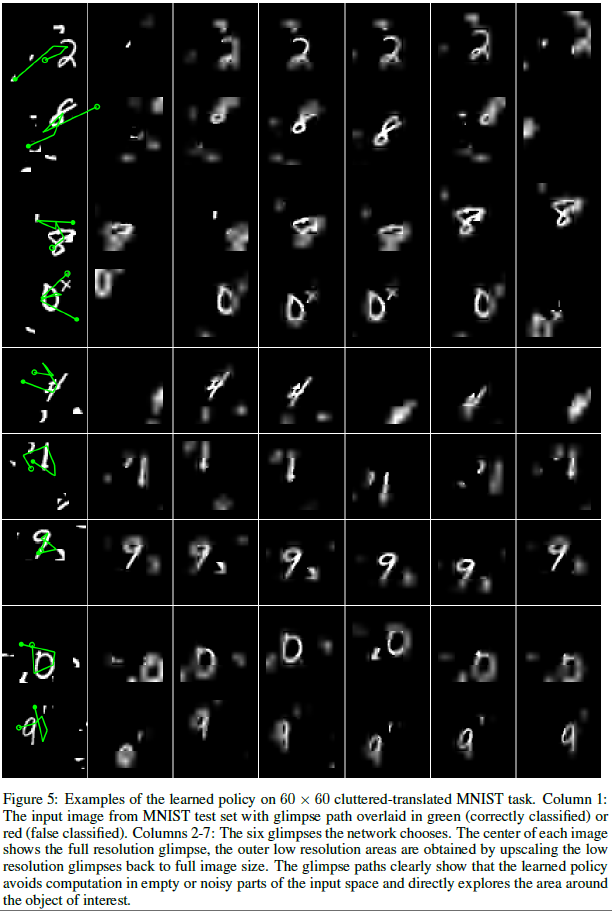 Figure 5: Examples of the learned policy on 60 × 60 cluttered-translated MNIST task. Column 1:
The input image from MNIST test set with glimpse path overlaid in green (correctly classified) or
red (false classified). Columns 2-7: The six glimpses the network chooses. The center of each image
shows the full resolution glimpse, the outer low resolution areas are obtained by upscaling the low
resolution glimpses back to full image size. The glimpse paths clearly show that the learned policy
avoids computation in empty or noisy parts of the input space and directly explores the area around
the object of interest.